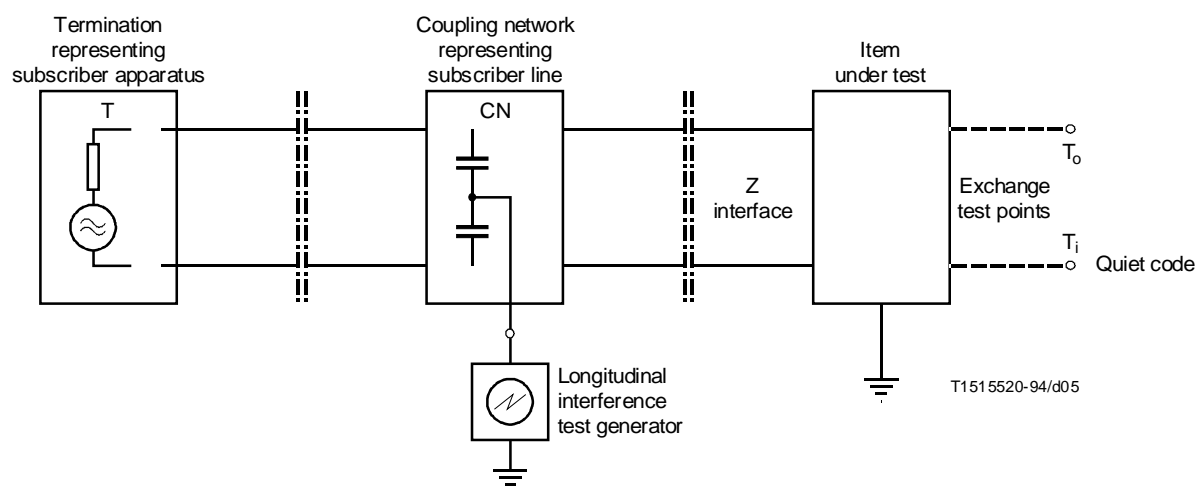 Termination
representing
subscriber apparatus
T
Coupling network
representing
subscriber line
CN
Item
under test
Z
interface
Exchange
test points
To
Ti
Quiet code
Longitudinal
interference
test generator
T1515520-94/d05